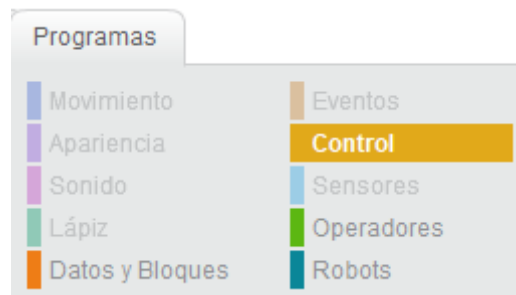 Programas
Movimiento
Eventos
Apariencia
Control
Sonido
Sensores
Lápiz
Operadores
Datos y Bloques
Robots